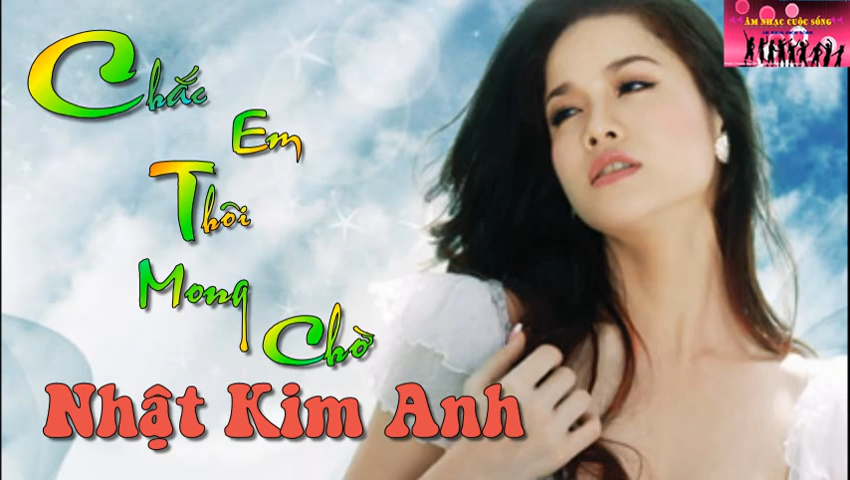 Chắc
Em
Thôi
Mong
Chờ
Nhật Kim Anh
ÂM NHẠC CUỘC SỐNG